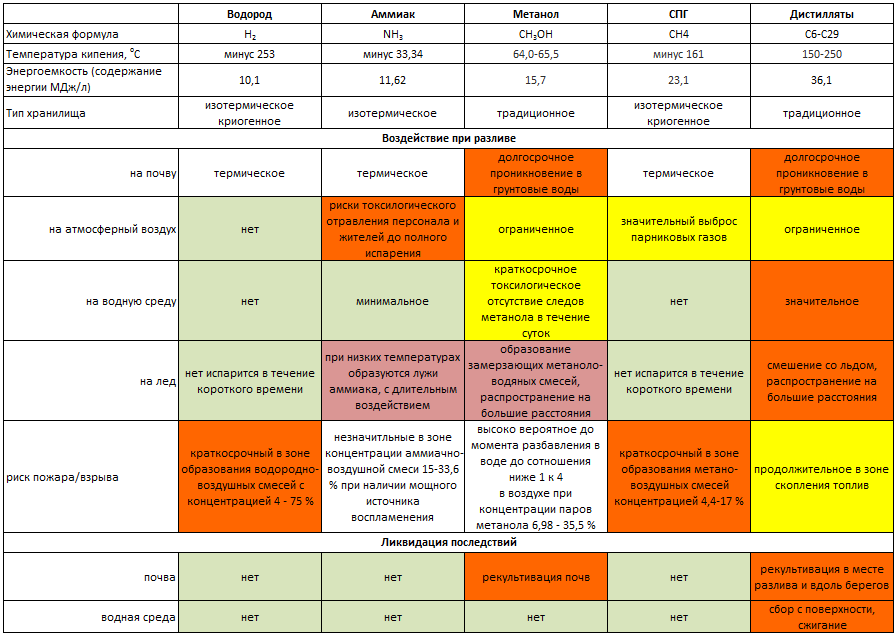 Водород Аммиак Метанол СПГ Дистилляты
Химическая формула H₂ NH₃ CH₃OH CH4 C6-C29
Температура кипения, ⁰C минус 253 минус 33,34 64,0-65,5 минус 161 150-250
Энергоемкость (содержание
энергии МДж/л) 10,1 11,62 15,7 23,1 36,1
Тип хранилища
изотермическое
криогенное
изотермическое
традиционное
изотермическое
криогенное
традиционное
Воздействие при разливе
на почву
термическое
термическое
долгосрочное
проникновение в
грунтовые воды
термическое
долгосрочное
проникновение в
грунтовые воды
на атмосферный воздух
нет
риски токсилогического
отравления персонала и
жителей до полного
испарения
ограниченное
значительный выброс
парниковых газов
ограниченное
на водную среду
нет
минимальное
краткосрочное
токсилогическое
отсутствие следов
метанола в течение
суток
нет
значительное
на лед
нет испарится в течение
короткого времени
при низких температурах
образуются лужи
аммиака, с длительным
воздействием
образование
замерзающих метаноло-
водяных смесей,
распространение на
большие расстояния
нет испарится в течение
короткого времени
смешение со льдом,
распространение на
большие расстояния
риск пожара/взрыва
краткосрочный в зоне
образования водородно-
воздушных смесей с
концентрацией 4 - 75 %
незначитльные в зоне
концентрации аммиачно-
воздушной смеси 15-33,6
% при наличии мощного
источника
воспламенения
высоко вероятное до
момента разбавления в
воде до сотношения
ниже 1 к 4
в воздухе при
концентрации паров
метанола 6,98 - 35,5 %
краткосрочный в зоне
образования метано-
воздушных смесей
концентрацией 4,4-17 %
продолжительное в зоне
скопления топлив
Ликвидация последствий
почва
нет
нет
рекультивация почв
нет
рекультивация в месте
разлива и вдоль берегов
водная среда
нет
нет
нет
нет
сбор с поверхности,
сжигание